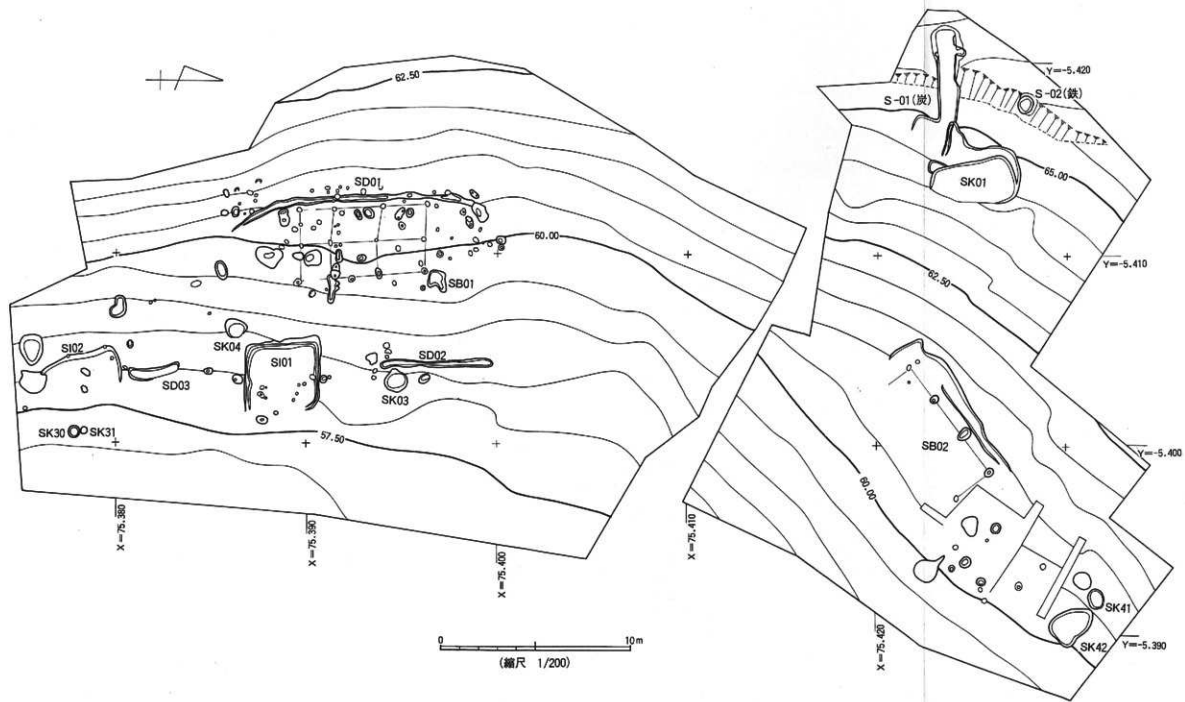 62.50
Y=-5.420
S-01(炭)
S-02(鉄)
65.00
SK01
SD01
60.00
Y=-5.410
62.50
SB01
SK04
SI02
SI01
SD02
SD03
SK03
SK30
SK31
57.50
SB02
Y=-5.400
60.00
X=75.380
X=75.390
X=75.400
X=75.410
X=75.420
SK41
SK42
Y=-5.390
0 10m
(縮尺 1/200)